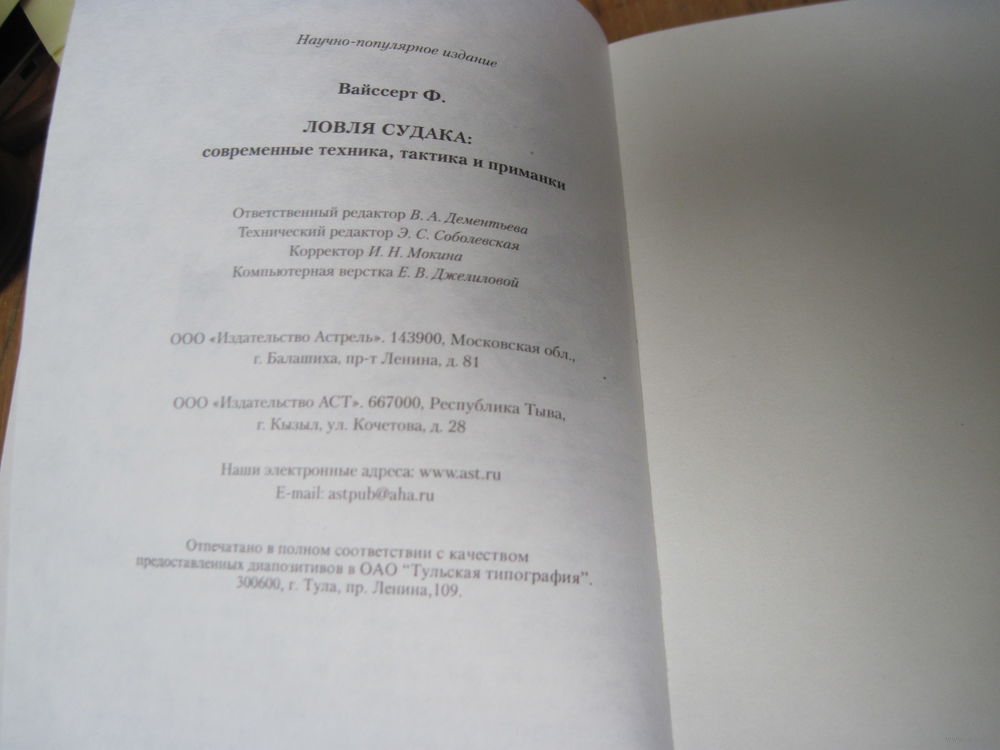 Научно-популярное издание
Вайссерт Ф.
ЛОВЛЯ СУДАКА:
современные техника, тактика и приманки
Ответственный редактор В. А. Дементьева
Технический редактор Э. С. Соболевская
Корректор И. Н. Мокина
Компьютерная верстка Е. В. Джелиловой
ООО «Издательство Астрель». 143900, Московская обл.,
г. Балашиха, пр-т Ленина, д. 81
ООО «Издательство АСТ». 667000, Республика Тыва,
г. Кызыл, ул. Кочетова, д. 28
Наши электронные адреса: www.ast.ru
E-mail: astpub@aha.ru
Отпечатано в полном соответствии с качеством
предоставленных диапозитивов в ОАО "Тульская типография".
300600, г. Тула, пр. Ленина,109.